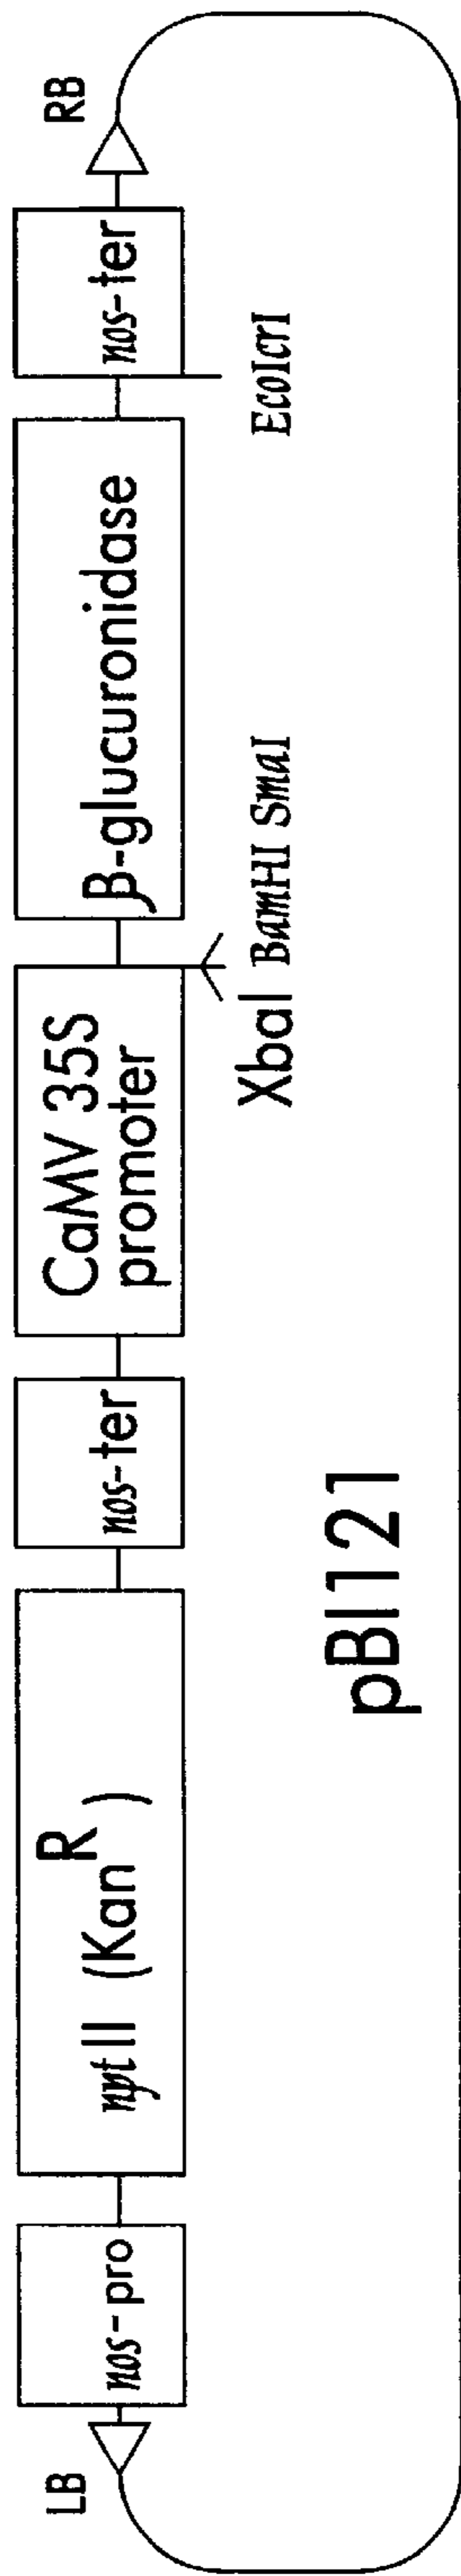 LB
RB
nos-pro
nptII (Kan^R)
nos-ter
CaMV 35S
promoter
β-glucuronidase
nos-ter
XbaI BamHI SmaI
EcoIcrI
pBI121